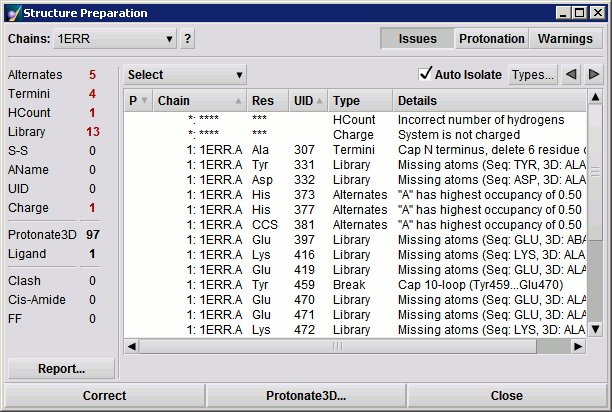 Structure Preparation
Chains: 1ERR ? Issues Protonation Warnings
Alternates 5
Termini 4
HCount 1
Library 13
S-S 0
AName 0
UID 0
Charge 1
Protonate3D 97
Ligand 1
Clash 0
Cis-Amide 0
FF 0
Report...
Select Auto Isolate Types...
P Chain Res UID Type Details
*: **** *** HCount Incorrect number of hydrogens
*: **** *** Charge System is not charged
1: 1ERR.A Ala 307 Termini Cap N terminus, delete 6 residue
1: 1ERR.A Tyr 331 Library Missing atoms (Seq: TYR, 3D: ALA
1: 1ERR.A Asp 332 Library Missing atoms (Seq: ASP, 3D: ALA
1: 1ERR.A His 373 Alternates "A" has highest occupancy of 0.50
1: 1ERR.A His 377 Alternates "A" has highest occupancy of 0.50
1: 1ERR.A CCS 381 Alternates "A" has highest occupancy of 0.50
1: 1ERR.A Glu 397 Library Missing atoms (Seq: GLU, 3D: ABA
1: 1ERR.A Lys 416 Library Missing atoms (Seq: LYS, 3D: ALA
1: 1ERR.A Glu 419 Library Missing atoms (Seq: GLU, 3D: ALA
1: 1ERR.A Tyr 459 Break Cap 10-loop (Tyr459...Glu470)
1: 1ERR.A Glu 470 Library Missing atoms (Seq: GLU, 3D: ALA
1: 1ERR.A Glu 471 Library Missing atoms (Seq: GLU, 3D: ALA
1: 1ERR.A Lys 472 Library Missing atoms (Seq: LYS, 3D: ALA
Correct Protonate3D... Close